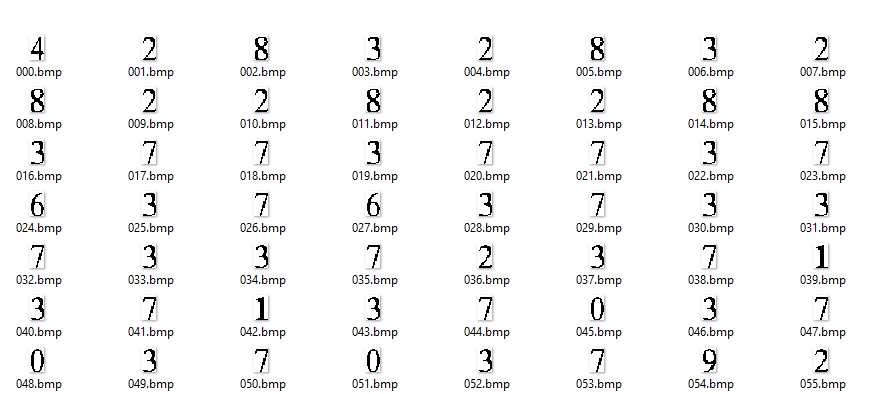 4 2 8 3 2 8 3 2
000.bmp 001.bmp 002.bmp 003.bmp 004.bmp 005.bmp 006.bmp 007.bmp
8 2 2 8 2 2 8 8
008.bmp 009.bmp 010.bmp 011.bmp 012.bmp 013.bmp 014.bmp 015.bmp
3 7 7 3 7 7 3 7
016.bmp 017.bmp 018.bmp 019.bmp 020.bmp 021.bmp 022.bmp 023.bmp
6 3 7 6 3 7 3 3
024.bmp 025.bmp 026.bmp 027.bmp 028.bmp 029.bmp 030.bmp 031.bmp
7 3 3 7 2 3 7 1
032.bmp 033.bmp 034.bmp 035.bmp 036.bmp 037.bmp 038.bmp 039.bmp
3 7 1 3 7 0 3 7
040.bmp 041.bmp 042.bmp 043.bmp 044.bmp 045.bmp 046.bmp 047.bmp
0 3 7 0 3 7 9 2
048.bmp 049.bmp 050.bmp 051.bmp 052.bmp 053.bmp 054.bmp 055.bmp